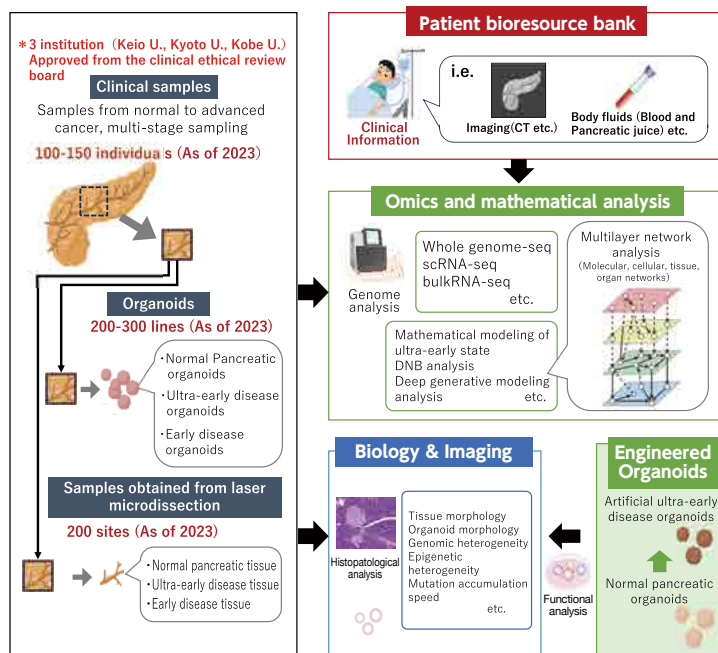 ＊3 institution（Keio U., Kyoto U., Kobe U.）
Approved from the clinical ethical review
board
Clinical samples
Samples from normal to advanced
cancer, multi-stage sampling
100-150 individuas (As of 2023)
Organoids
200-300 lines (As of 2023)
・Normal Pancreatic
organoids
・Ultra-early disease
organoids
・Early disease
organoids
Samples obtained from laser
microdissection
200 sites (As of 2023)
・Normal pancreatic tissue
・Ultra-early disease tissue
・Early disease tissue
Patient bioresource bank
Clinical
Information
i.e.
Imaging(CT etc.)
Body fluids (Blood and
Pancreatic juice) etc.
Omics and mathematical analysis
Genome
analysis
Whole genome-seq
scRNA-seq
bulkRNA-seq
etc.
Mathematical modeling of
ultra-early state
DNB analysis
Deep generative modeling
analysis etc.
Multilayer network
analysis
(Molecular, cellular, tissue,
organ networks)
Biology & Imaging
Histopatological
analysis
Tissue morphology
Organoid morphology
Genomic heterogeneity
Epigenetic
heterogeneity
Mutation accumulation
speed
etc.
Functional
analysis
Engineered
Organoids
Artificial ultra-early
disease organoids
Normal pancreatic
organoids